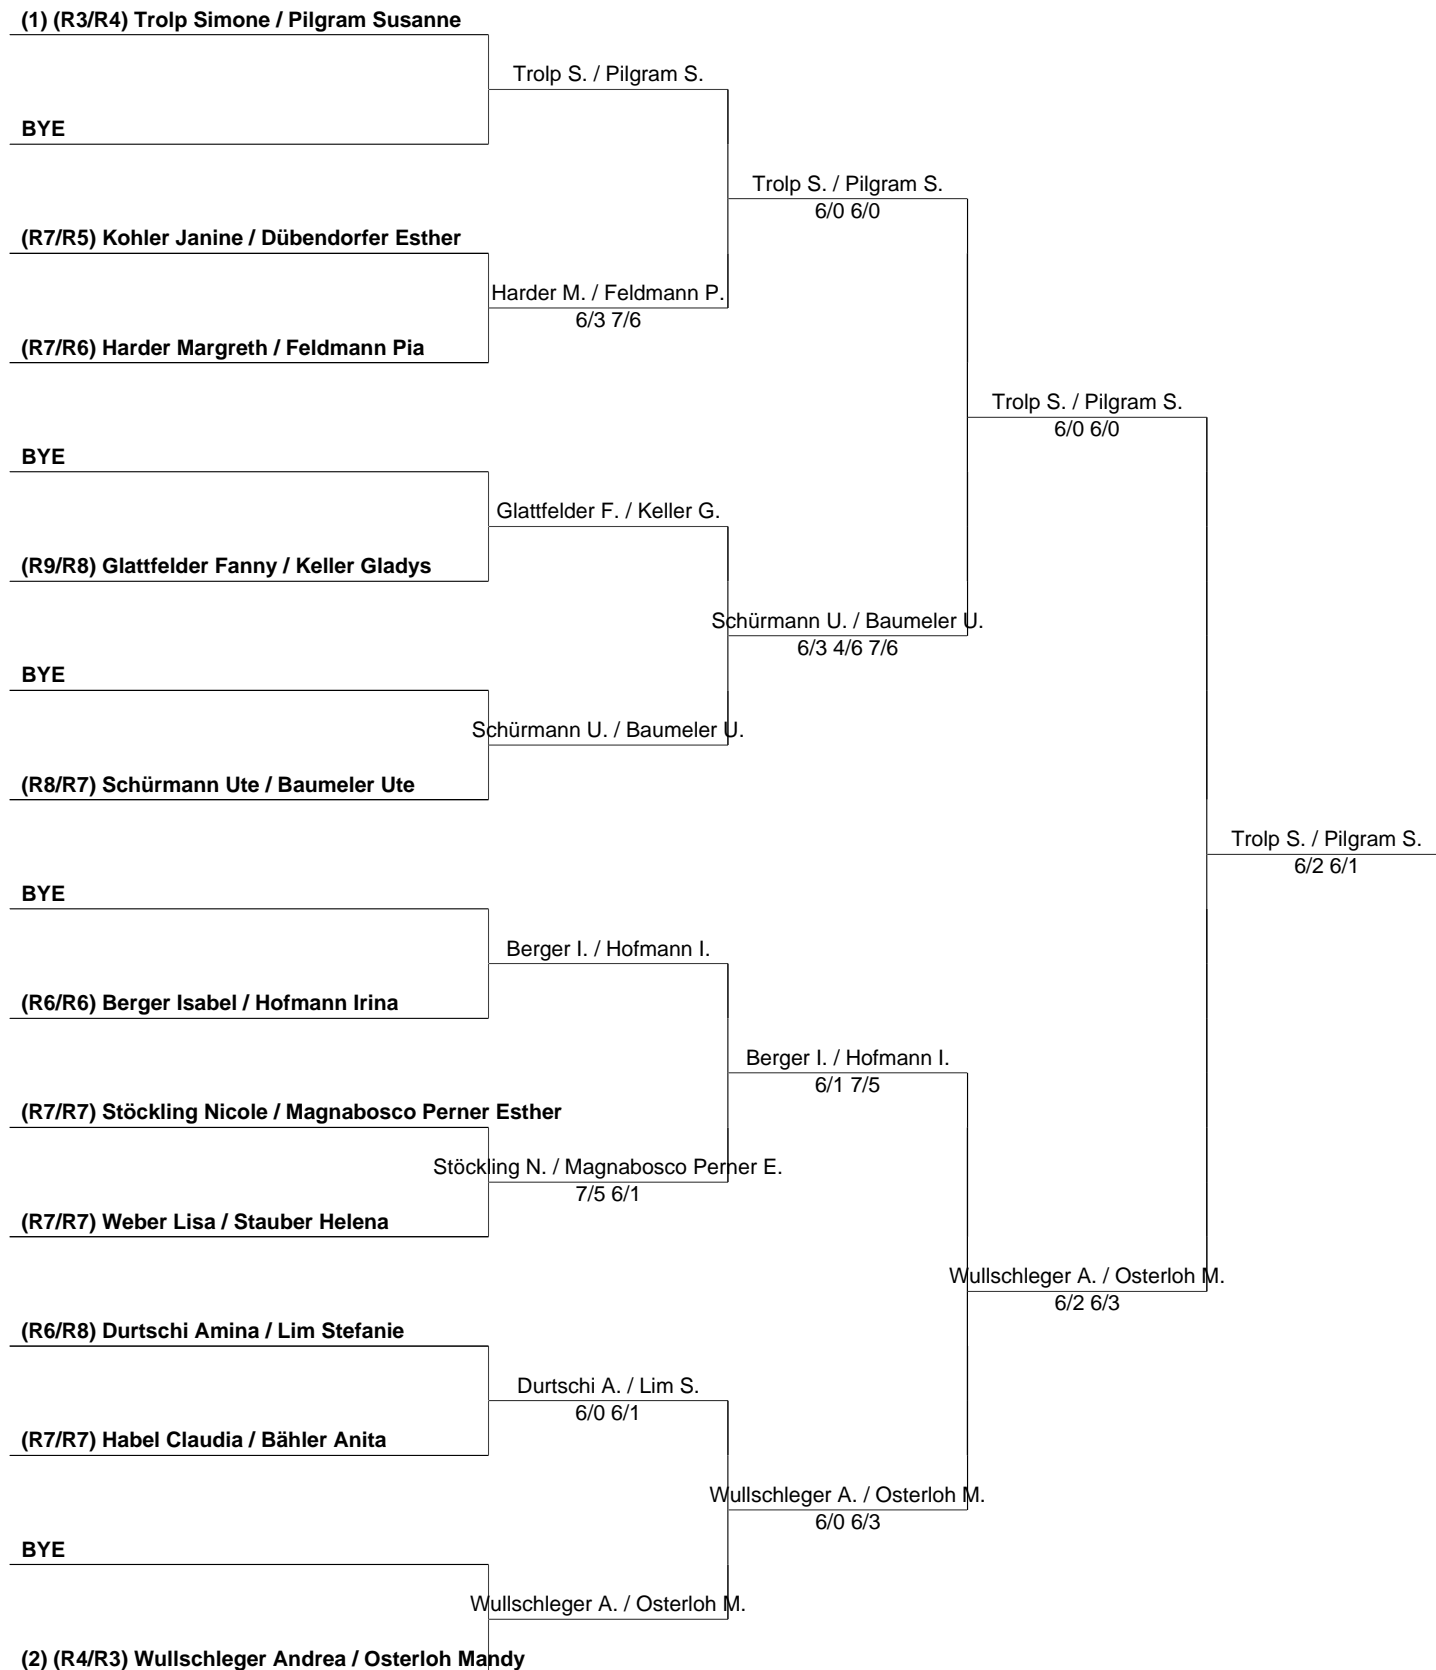 (1) (R3/R4) Trolp Simone / Pilgram Susanne
Trolp S. / Pilgram S.
BYE
Trolp S. / Pilgram S.
6/0 6/0
(R7/R5) Kohler Janine / Dübendorfer Esther
Harder M. / Feldmann P.
6/3 7/6
(R7/R6) Harder Margreth / Feldmann Pia
Trolp S. / Pilgram S.
6/0 6/0
BYE
Glattfelder F. / Keller G.
(R9/R8) Glattfelder Fanny / Keller Gladys
Schürmann U. / Baumeler U.
6/3 4/6 7/6
BYE
Schürmann U. / Baumeler U.
(R8/R7) Schürmann Ute / Baumeler Ute
Trolp S. / Pilgram S.
6/2 6/1
BYE
Berger I. / Hofmann I.
(R6/R6) Berger Isabel / Hofmann Irina
Berger I. / Hofmann I.
6/1 7/5
(R7/R7) Stöckling Nicole / Magnabosco Perner Esther
Stöckling N. / Magnabosco Perner E.
7/5 6/1
(R7/R7) Weber Lisa / Stauber Helena
Wullschleger A. / Osterloh M.
6/2 6/3
(R6/R8) Durtschi Amina / Lim Stefanie
Durtschi A. / Lim S.
6/0 6/1
(R7/R7) Habel Claudia / Bähler Anita
Wullschleger A. / Osterloh M.
6/0 6/3
BYE
Wullschleger A. / Osterloh M.
(2) (R4/R3) Wullschleger Andrea / Osterloh Mandy